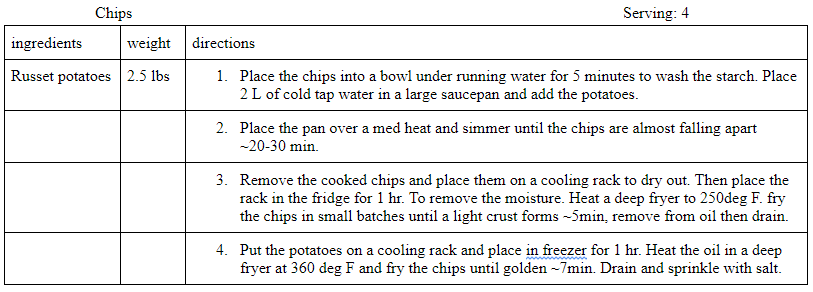 Chips Serving: 4
ingredients weight directions
Russet potatoes 2.5 lbs 1. Place the chips into a bowl under running water for 5 minutes to wash the starch. Place
2 L of cold tap water in a large saucepan and add the potatoes.
2. Place the pan over a med heat and simmer until the chips are almost falling apart
~20-30 min.
3. Remove the cooked chips and place them on a cooling rack to dry out. Then place the
rack in the fridge for 1 hr. To remove the moisture. Heat a deep fryer to 250deg F. fry
the chips in small batches until a light crust forms ~5min, remove from oil then drain.
4. Put the potatoes on a cooling rack and place in freezer for 1 hr. Heat the oil in a deep
fryer at 360 deg F and fry the chips until golden ~7min. Drain and sprinkle with salt.